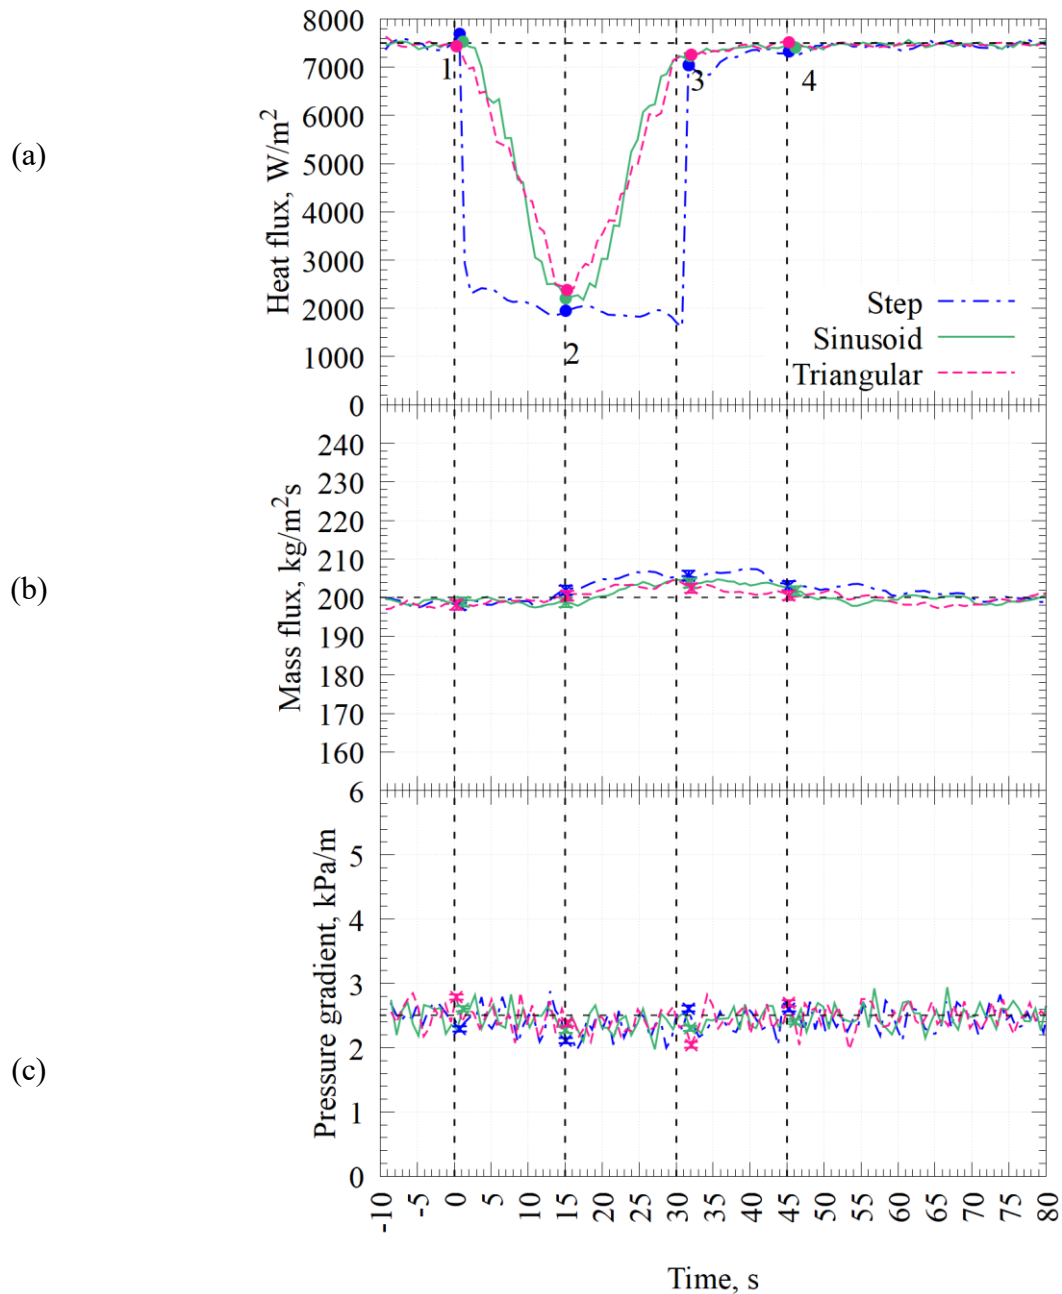 (a)
Heat flux, W/m²
8000
7000
6000
5000
4000
3000
2000
1000
0
1
2
3
4
Step
Sinusoid
Triangular
(b)
Mass flux, kg/m²s
240
230
220
210
200
190
180
170
160
(c)
Pressure gradient, kPa/m
6
5
4
3
2
1
0
-10 -5 0 5 10 15 20 25 30 35 40 45 50 55 60 65 70 75 80
Time, s